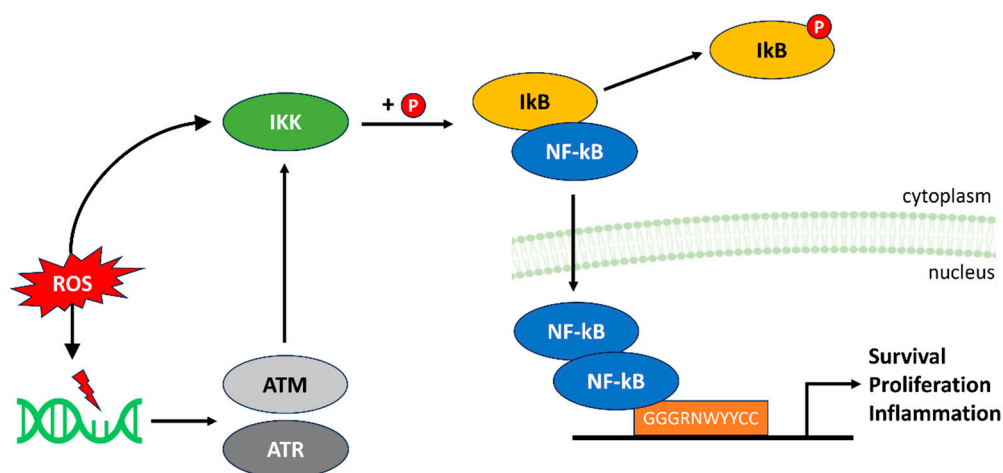 P
IkB
+ P
IkB
IKK
NF-kB
cytoplasm
nucleus
ROS
NF-kB
Survival
ATM
NF-kB
Proliferation
GGGRNWYYCC
Inflammation
ATR